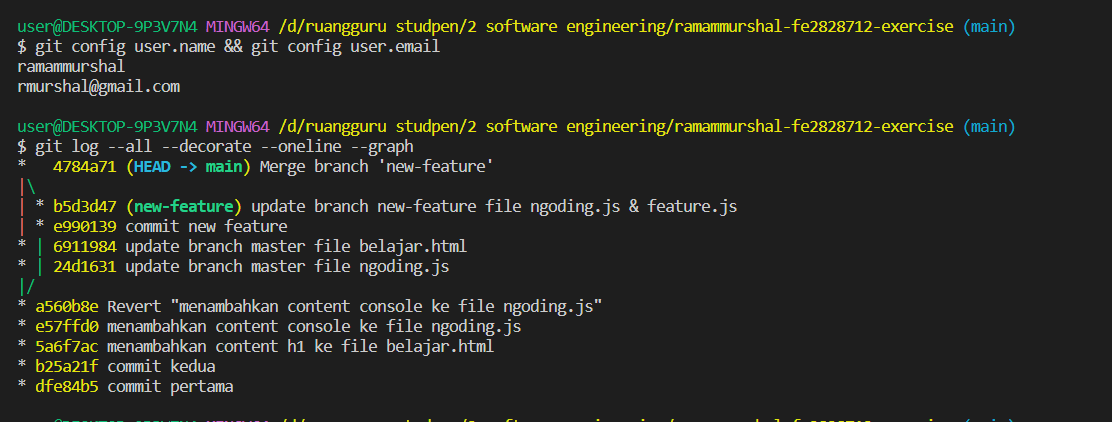 user@DESKTOP-9P3V7N4 MINGW64 /d/ruangguru studpen/2 software engineering/ramammurshal-fe2828712-exercise (main)
$ git config user.name && git config user.email
ramammurshal
rmurshal@gmail.com
user@DESKTOP-9P3V7N4 MINGW64 /d/ruangguru studpen/2 software engineering/ramammurshal-fe2828712-exercise (main)
$ git log --all --decorate --oneline --graph
*   4784a71 (HEAD -> main) Merge branch 'new-feature'
|\
| * b5d3d47 (new-feature) update branch new-feature file ngoding.js & feature.js
| * e990139 commit new feature
* | 6911984 update branch master file belajar.html
* | 24d1631 update branch master file ngoding.js
|/
* a560b8e Revert "menambahkan content console ke file ngoding.js"
* e57ffd0 menambahkan content console ke file ngoding.js
* 5a6f7ac menambahkan content h1 ke file belajar.html
* b25a21f commit kedua
* dfe84b5 commit pertama